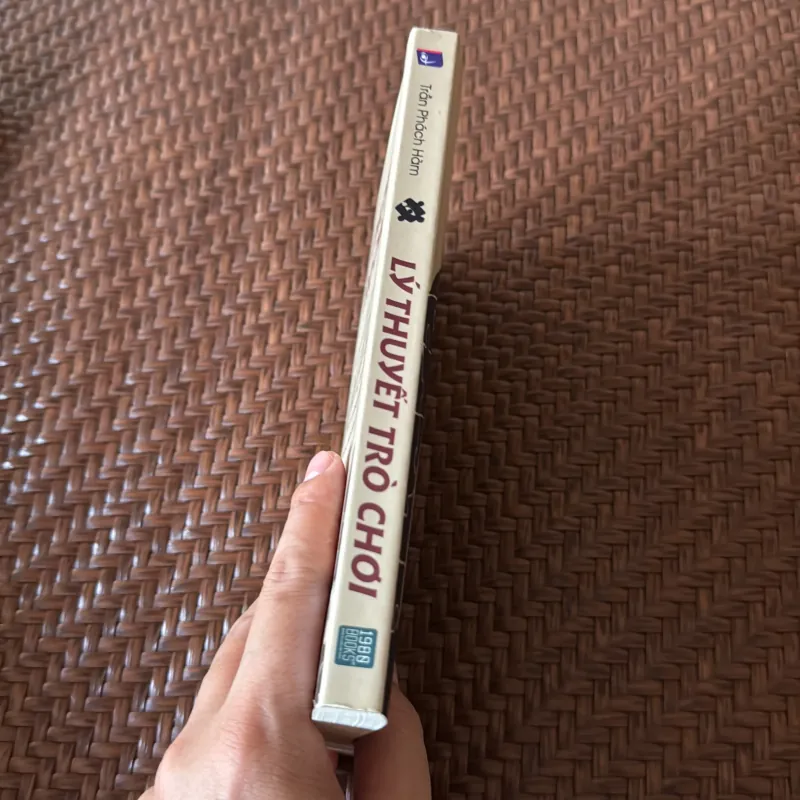 Trần Phách Hàm
LÝ THUYẾT TRÒ CHƠI
1980
BOOKS